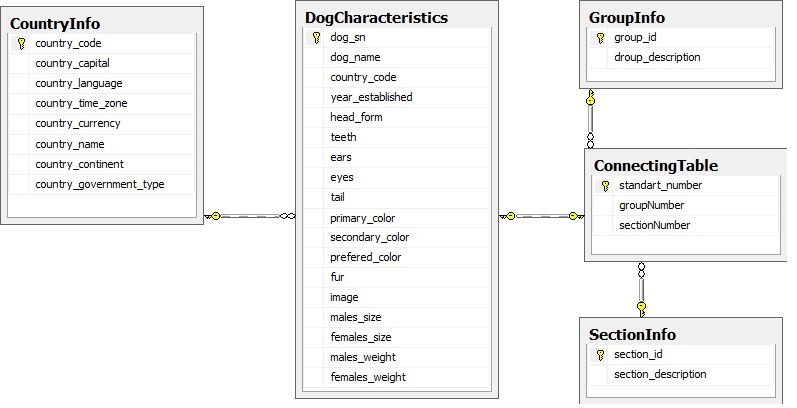 CountryInfo
country_code
country_capital
country_language
country_time_zone
country_currency
country_name
country_continent
country_government_type
DogCharacteristics
dog_sn
dog_name
country_code
year_established
head_form
teeth
ears
eyes
tail
primary_color
secondary_color
prefered_color
fur
image
males_size
females_size
males_weight
females_weight
GroupInfo
group_id
droup_description
ConnectingTable
standart_number
groupNumber
sectionNumber
SectionInfo
section_id
section_description